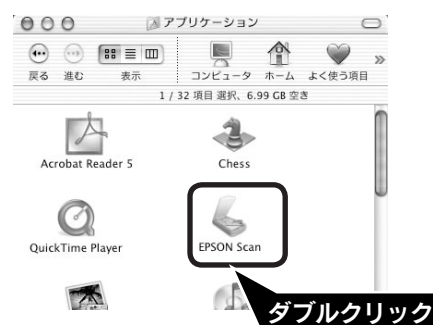 アプリケーション
戻る 進む 表示 コンピュータ ホーム よく使う項目
1 / 32 項目 選択、6.99 GB 空き
Acrobat Reader 5 Chess
QuickTime Player EPSON Scan
ダブルクリック